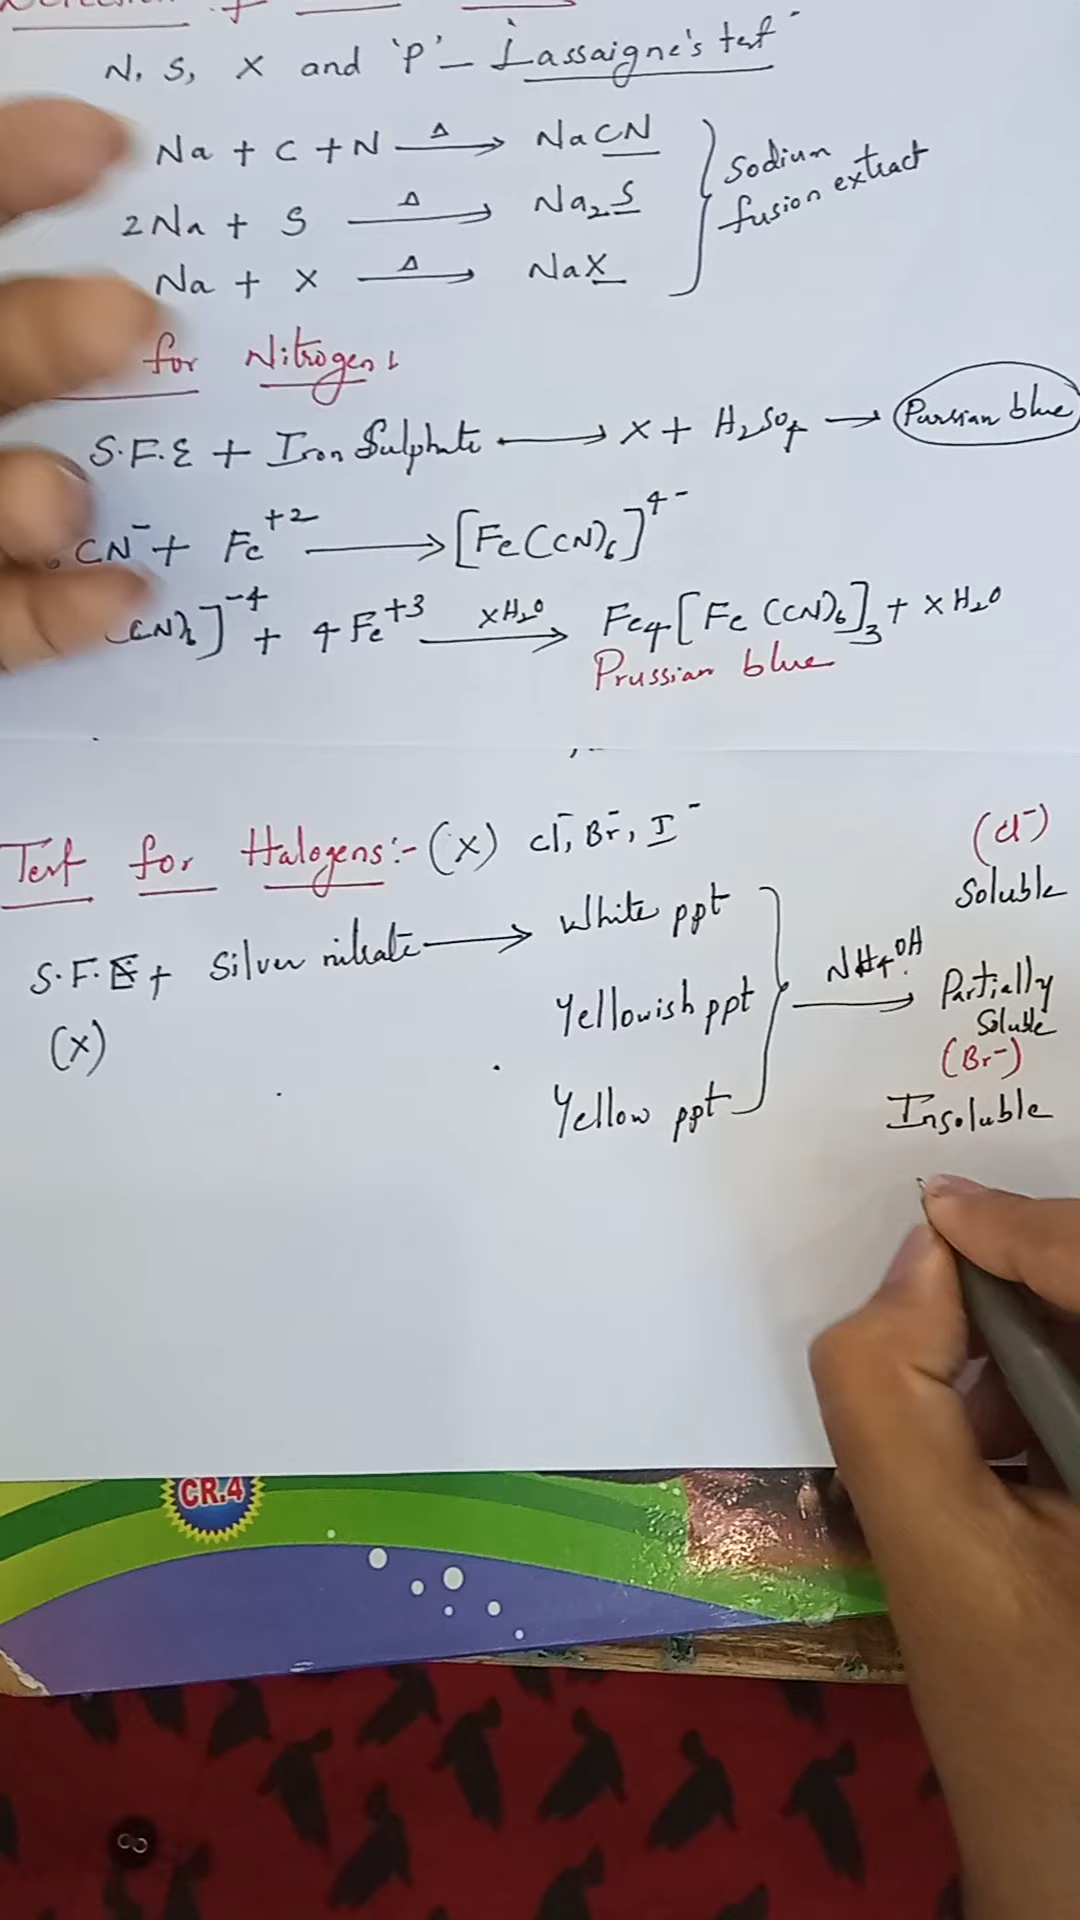 N, S, X and 'P' – Lassaigne's test
Na + C + N —Δ→ NaCN
2Na + S —Δ→ Na₂S
Na + X —Δ→ NaX
Sodium
fusion extract
for Nitrogen:
S.F.E + Iron Sulphate → X + H₂SO₄ → Purssian blue
CN⁻ + Fe⁺² → [Fe(CN)₆]⁴⁻
CN)₆]⁻⁴ + 4Fe⁺³ —xH₂O→ Fe₄[Fe(CN)₆]₃ + xH₂O
Prussian blue
Test for Halogens:- (X) Cl⁻, Br⁻, I⁻
S.F.E + Silver nitrate → White ppt
(X)
Yellowish ppt
Yellow ppt
NH₄OH
(Cl⁻)
Soluble
Partially
Soluble
(Br⁻)
Insoluble
CR.4